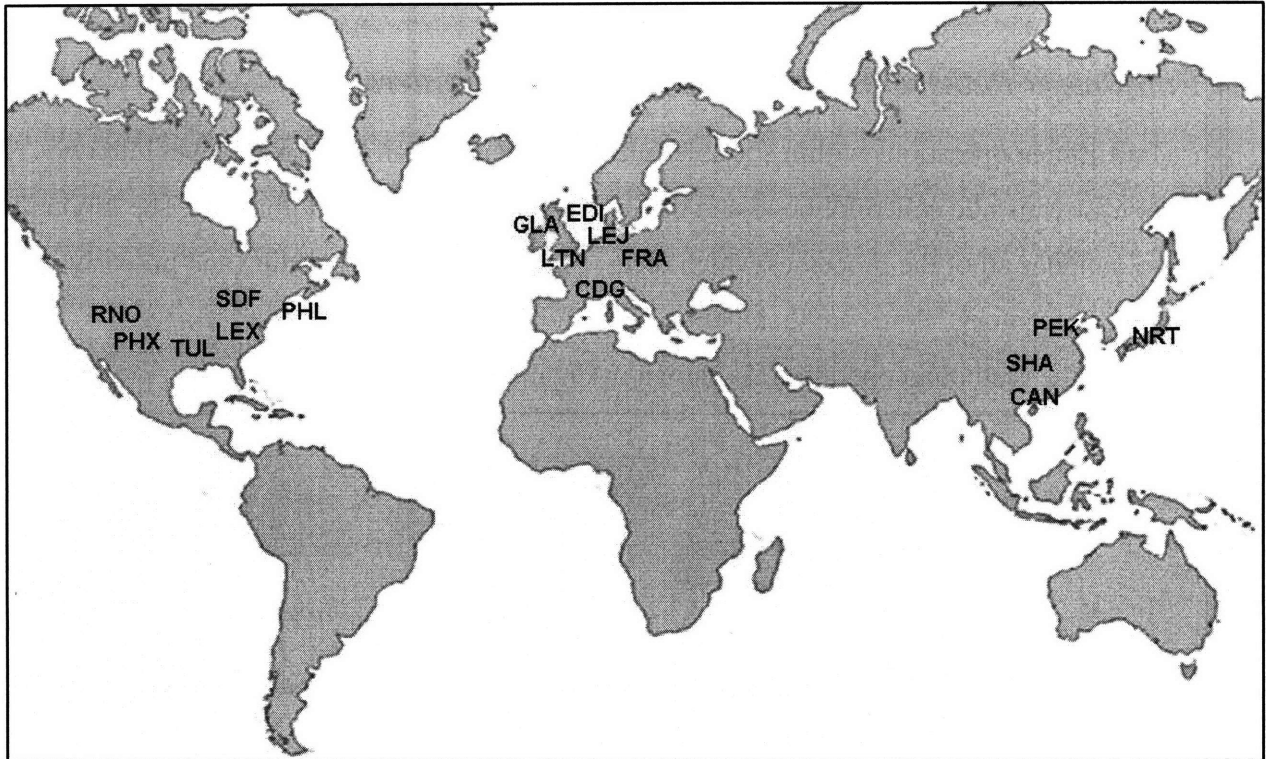 GLA
EDI
LEJ
LTN
FRA
CDG
RNO
SDF
PHL
PHX
TUL
LEX
PEK
NRT
SHA
CAN